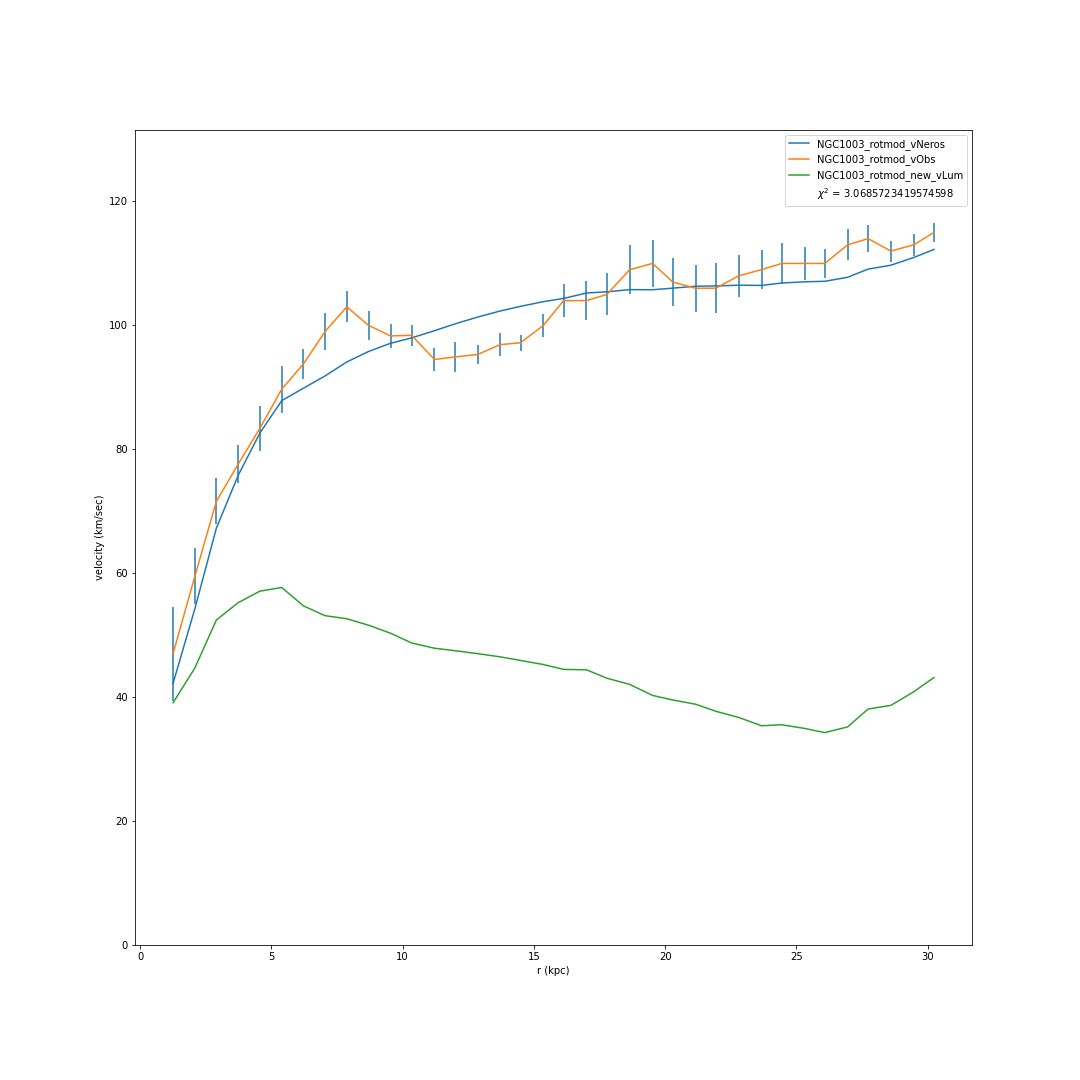 NGC1003_rotmod_vNeros
NGC1003_rotmod_vObs
NGC1003_rotmod_new_vLum
χ² = 3.0685723419574598
120
100
80
60
40
20
0
velocity (km/sec)
0 5 10 15 20 25 30
r (kpc)